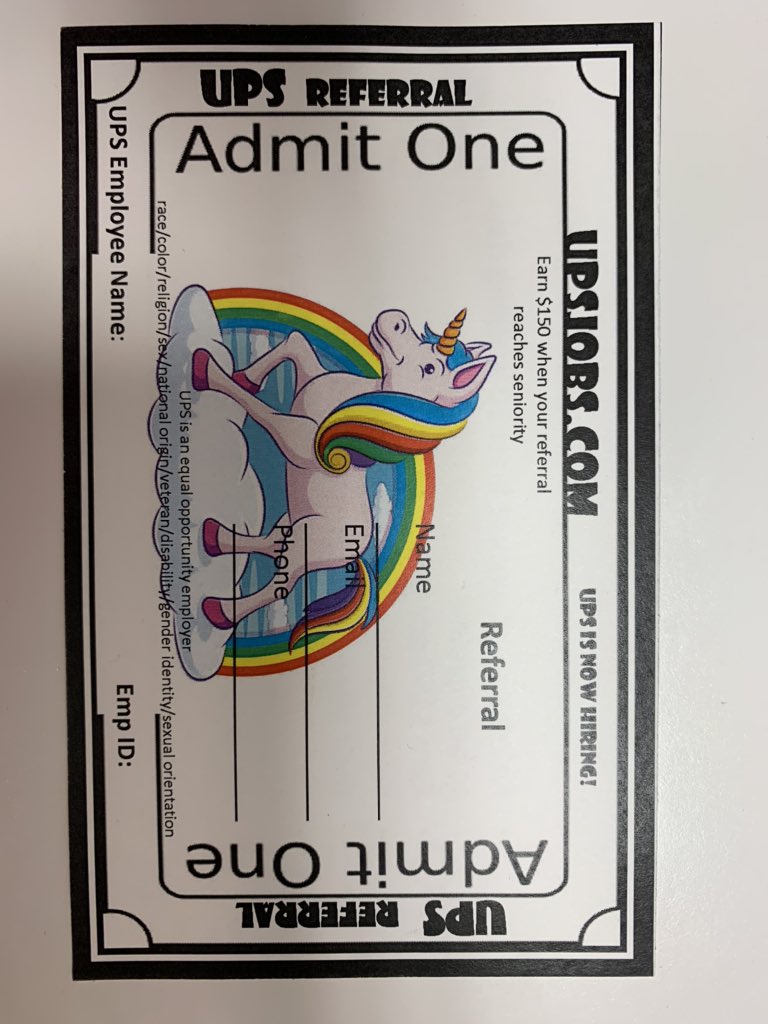 UPSJOBS.COM UPS IS NOW HIRING!
UPS REFERRAL
Admit One
Earn $150 when your referral
reaches seniority
Referral
Name
Email
Phone
UPS is an equal opportunity employer
race/color/religion/sex/national origin/veteran/disability/gender identity/sexual orientation
Admit One
UPS REFERRAL
UPS Employee Name: Emp ID: